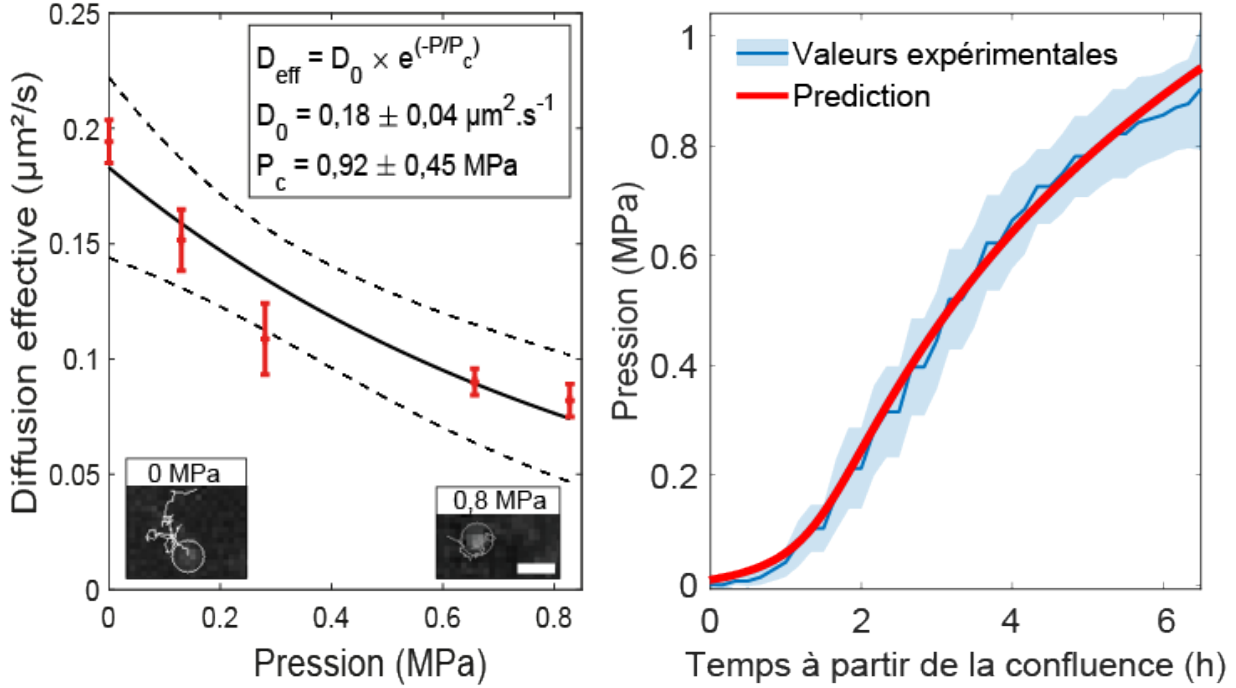 Diffusion effective (µm²/s)
0.25
0.2
0.15
0.1
0.05
0
D_eff = D_0 × e^(-P/P_c)
D_0 = 0,18 ± 0,04 µm².s⁻¹
P_c = 0,92 ± 0,45 MPa
0 MPa
0,8 MPa
0 0.2 0.4 0.6 0.8
Pression (MPa)
Pression (MPa)
1
0.8
0.6
0.4
0.2
0
Valeurs expérimentales
Prediction
0 2 4 6
Temps à partir de la confluence (h)